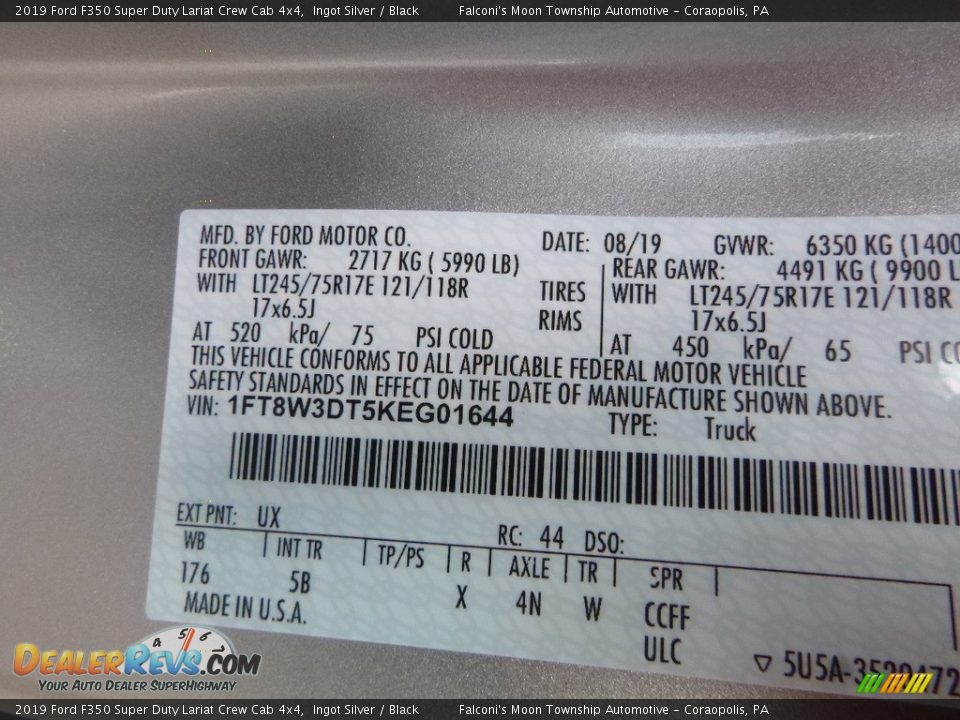 2019 Ford F350 Super Duty Lariat Crew Cab 4x4, Ingot Silver / Black Falconi's Moon Township Automotive - Coraopolis, PA
MFD. BY FORD MOTOR CO. DATE: 08/19 GVWR: 6350 KG (1400
FRONT GAWR: 2717 KG ( 5990 LB) REAR GAWR: 4491 KG ( 9900 L
WITH LT245/75R17E 121/118R TIRES WITH LT245/75R17E 121/118R
17x6.5J RIMS 17x6.5J
AT 520 kPa/ 75 PSI COLD AT 450 kPa/ 65 PSI CO
THIS VEHICLE CONFORMS TO ALL APPLICABLE FEDERAL MOTOR VEHICLE
SAFETY STANDARDS IN EFFECT ON THE DATE OF MANUFACTURE SHOWN ABOVE.
VIN: 1FT8W3DT5KEG01644 TYPE: Truck
EXT PNT: UX RC: 44 DSO:
WB INT TR TP/PS R AXLE TR SPR
176 5B X 4N W CCFF
MADE IN U.S.A. ULC
5U5A-
4 5 6
DealerRevs.com
Your Auto Dealer SuperHighway
2019 Ford F350 Super Duty Lariat Crew Cab 4x4, Ingot Silver / Black Falconi's Moon Township Automotive - Coraopolis, PA